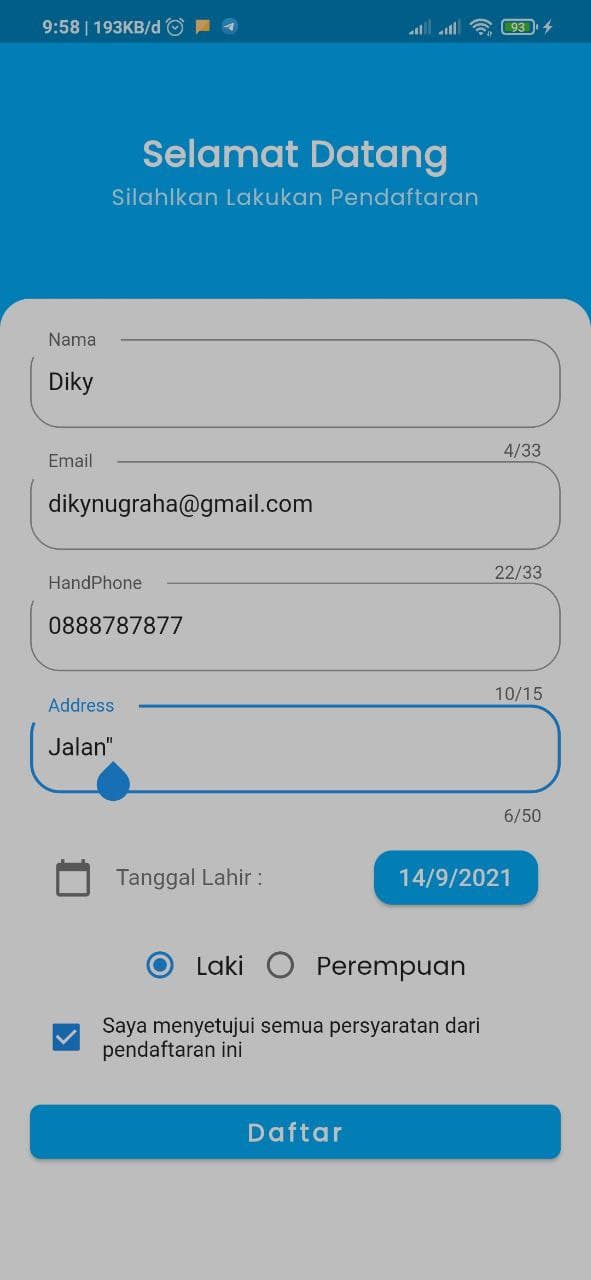 9:58 | 193KB/d
93
Selamat Datang
Silahlkan Lakukan Pendaftaran
Nama
Diky
4/33
Email
dikynugraha@gmail.com
22/33
HandPhone
0888787877
10/15
Address
Jalan"
6/50
Tanggal Lahir :
14/9/2021
Laki
Perempuan
Saya menyetujui semua persyaratan dari
pendaftaran ini
Daftar